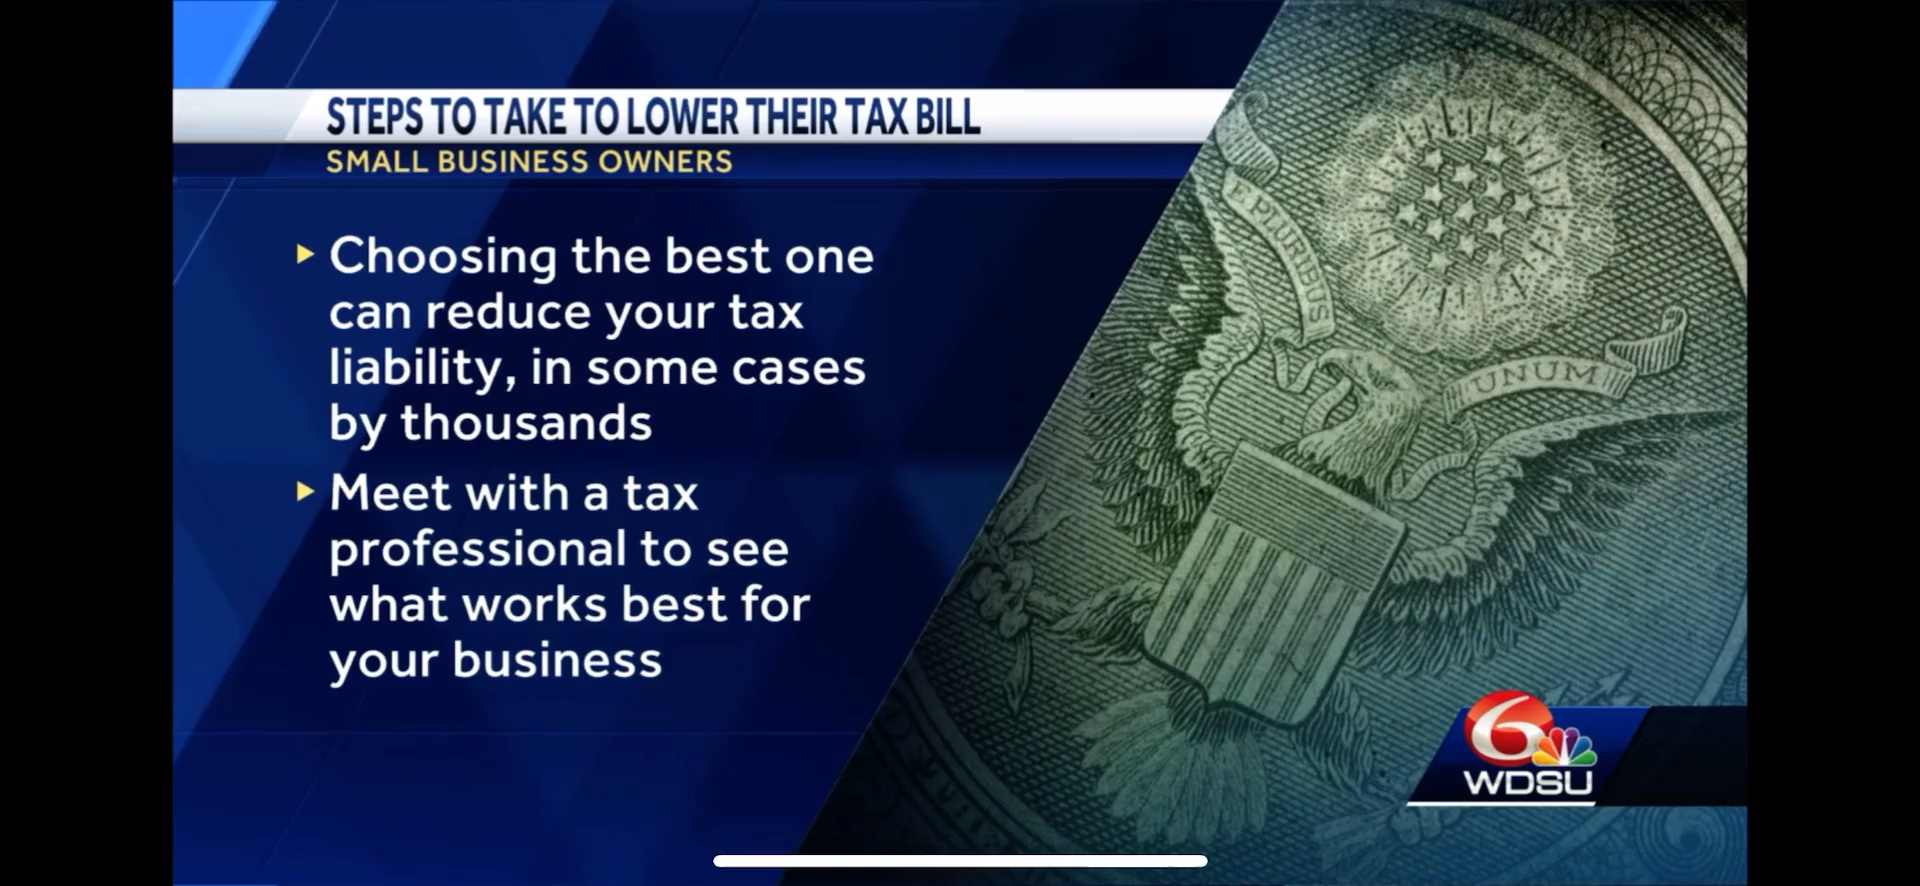 STEPS TO TAKE TO LOWER THEIR TAX BILL
SMALL BUSINESS OWNERS
Choosing the best one
can reduce your tax
liability, in some cases
by thousands
Meet with a tax
professional to see
what works best for
your business
E PLURIBUS
UNUM
6
WDSU